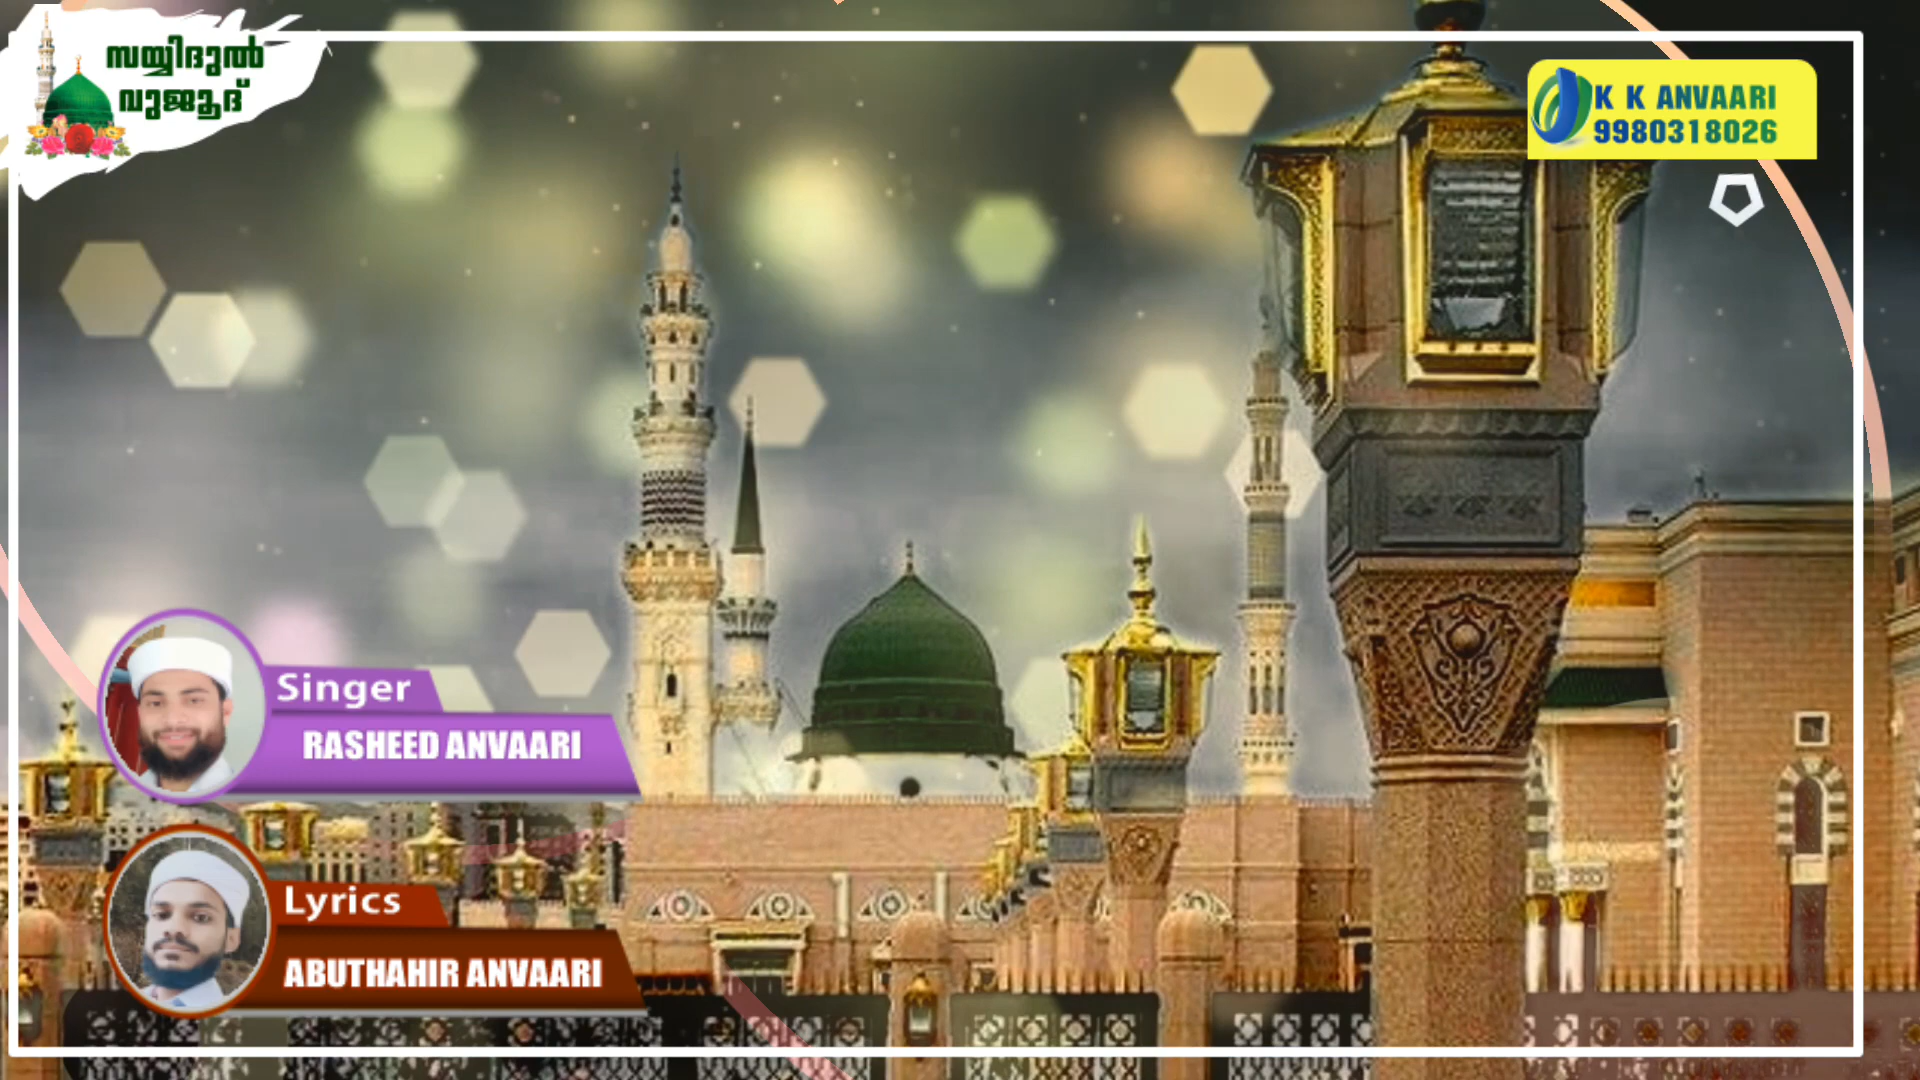 സയ്യിദുൽ
വുജൂദ്
K K ANVAARI
9980318026
Singer
RASHEED ANVAARI
Lyrics
ABUTHAHIR ANVAARI